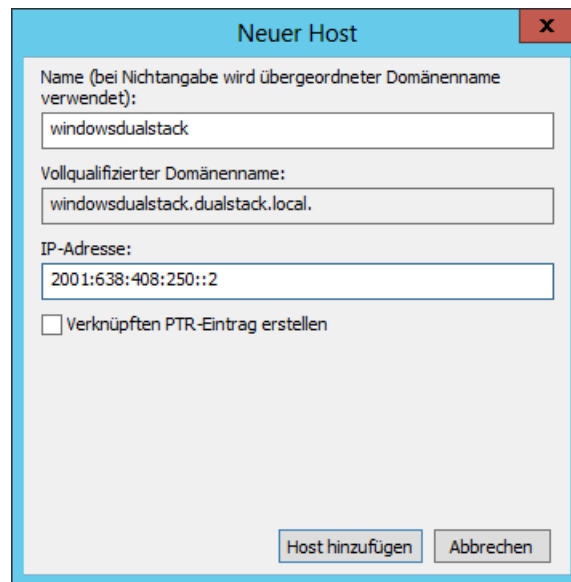 Neuer Host
x
Name (bei Nichtangabe wird übergeordneter Domänenname
verwendet):
windowsdualstack
Vollqualifizierter Domänenname:
windowsdualstack.dualstack.local.
IP-Adresse:
2001:638:408:250::2
Verknüpften PTR-Eintrag erstellen
Host hinzufügen
Abbrechen